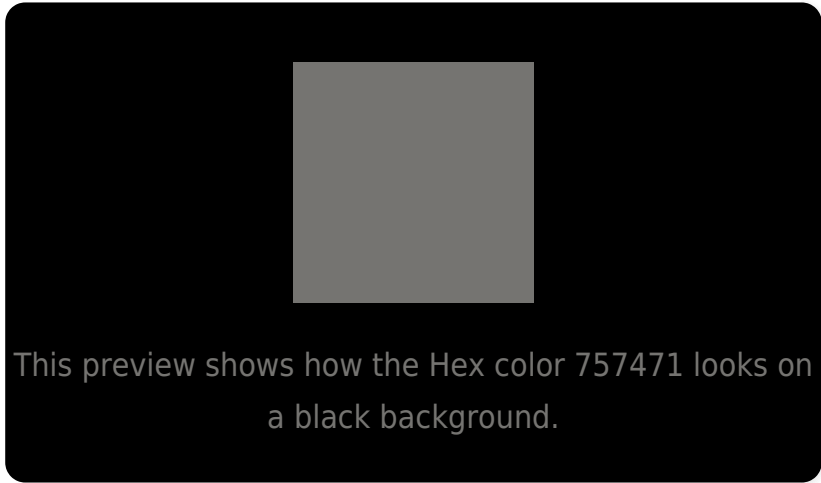 This preview shows how the Hex color 757471 looks on
a black background.